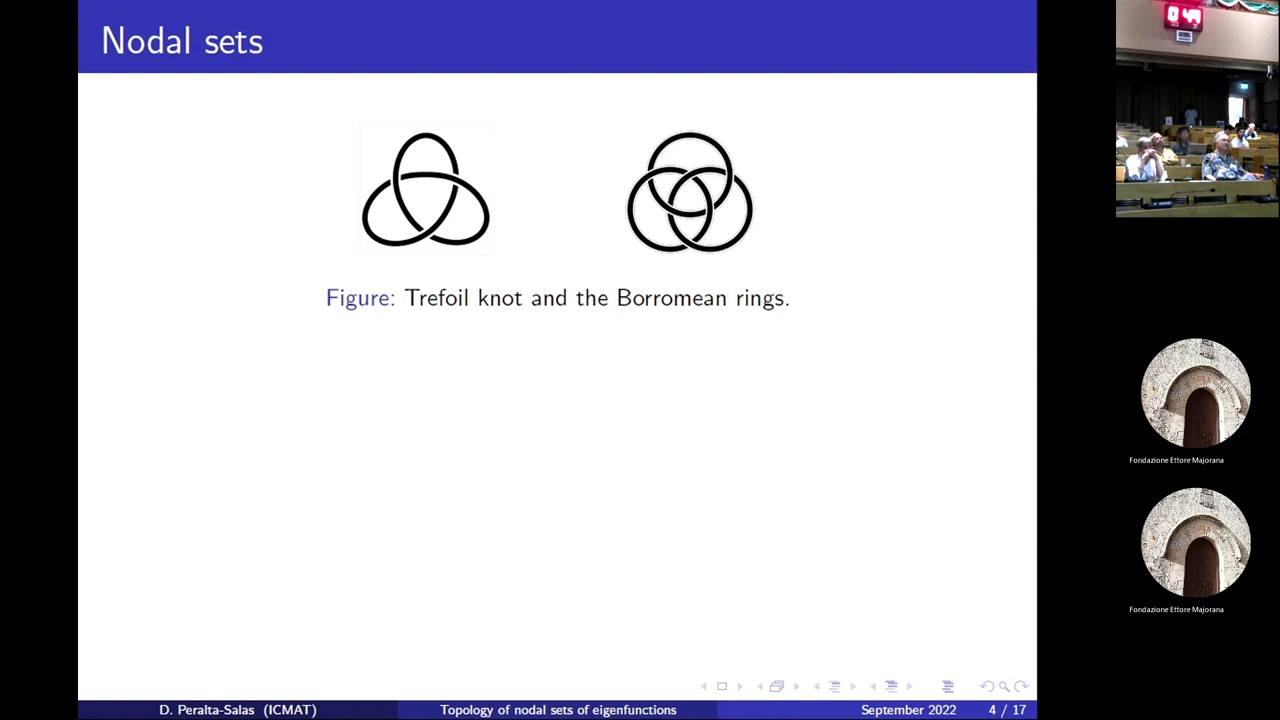 Nodal sets
Figure: Trefoil knot and the Borromean rings.
D. Peralta-Salas (ICMAT)
Topology of nodal sets of eigenfunctions
September 2022
4 / 17
Fondazione Ettore Majorana
Fondazione Ettore Majorana